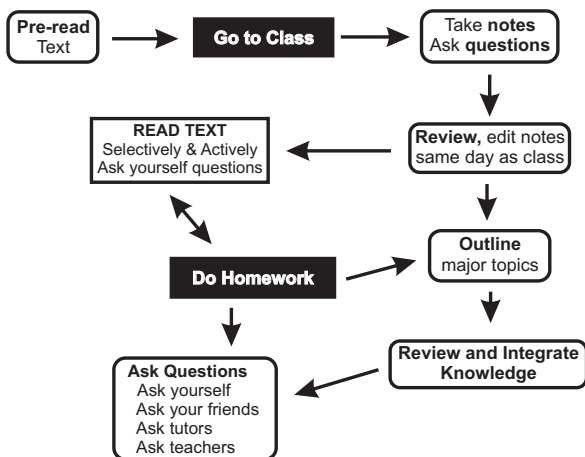 Pre-read
Text
Go to Class
Take notes
Ask questions
READ TEXT
Selectively & Actively
Ask yourself questions
Review, edit notes
same day as class
Do Homework
Outline
major topics
Ask Questions
Ask yourself
Ask your friends
Ask tutors
Ask teachers
Review and Integrate
Knowledge